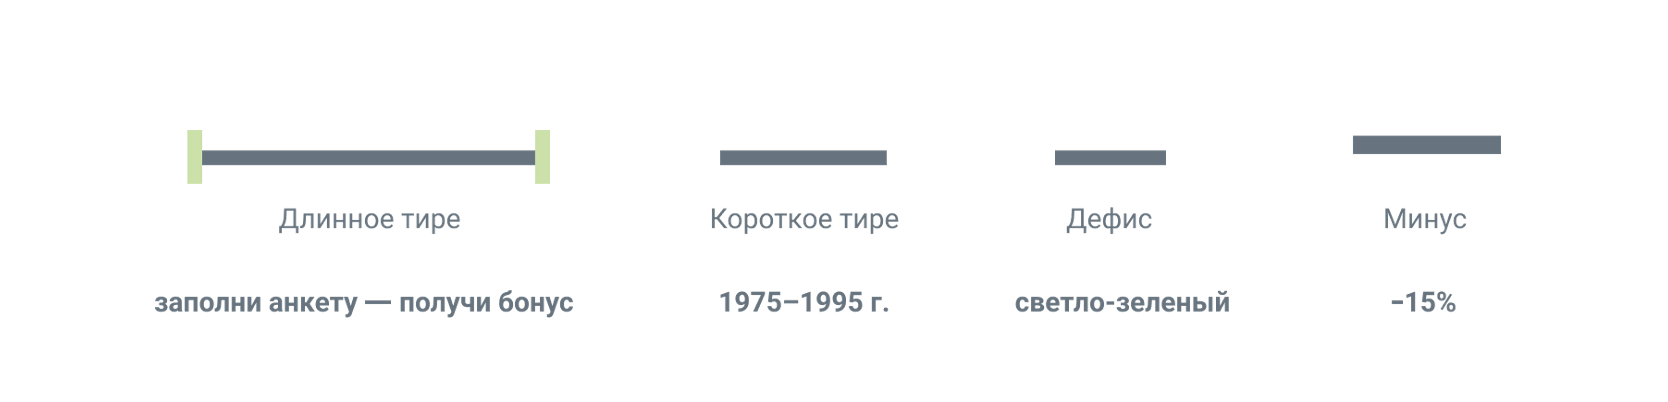 Длинное тире
Короткое тире
Дефис
Минус
заполни анкету — получи бонус
1975–1995 г.
светло-зеленый
−15%